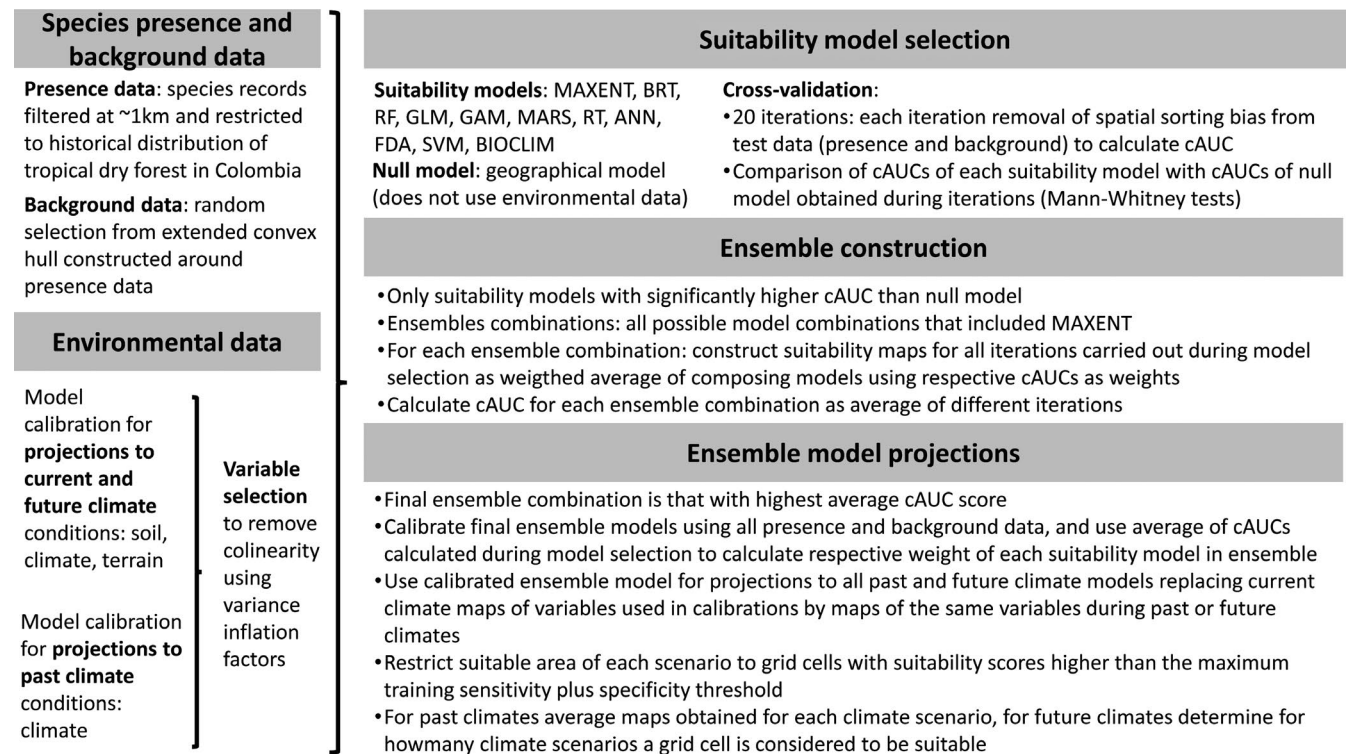 Species presence and
background data
Presence data: species records
filtered at ~1km and restricted
to historical distribution of
tropical dry forest in Colombia
Background data: random
selection from extended convex
hull constructed around
presence data
Environmental data
Model
calibration for
projections to
current and
future climate
conditions: soil,
climate, terrain
Model calibration
for projections to
past climate
conditions:
climate
Variable
selection
to remove
colinearity
using
variance
inflation
factors
Suitability model selection
Suitability models: MAXENT, BRT,
RF, GLM, GAM, MARS, RT, ANN,
FDA, SVM, BIOCLIM
Null model: geographical model
(does not use environmental data)
Cross-validation:
•20 iterations: each iteration removal of spatial sorting bias from
test data (presence and background) to calculate cAUC
•Comparison of cAUCs of each suitability model with cAUCs of null
model obtained during iterations (Mann-Whitney tests)
Ensemble construction
•Only suitability models with significantly higher cAUC than null model
•Ensembles combinations: all possible model combinations that included MAXENT
•For each ensemble combination: construct suitability maps for all iterations carried out during model
selection as weigthed average of composing models using respective cAUCs as weights
•Calculate cAUC for each ensemble combination as average of different iterations
Ensemble model projections
•Final ensemble combination is that with highest average cAUC score
•Calibrate final ensemble models using all presence and background data, and use average of cAUCs
calculated during model selection to calculate respective weight of each suitability model in ensemble
•Use calibrated ensemble model for projections to all past and future climate models replacing current
climate maps of variables used in calibrations by maps of the same variables during past or future
climates
•Restrict suitable area of each scenario to grid cells with suitability scores higher than the maximum
training sensitivity plus specificity threshold
•For past climates average maps obtained for each climate scenario, for future climates determine for
howmany climate scenarios a grid cell is considered to be suitable